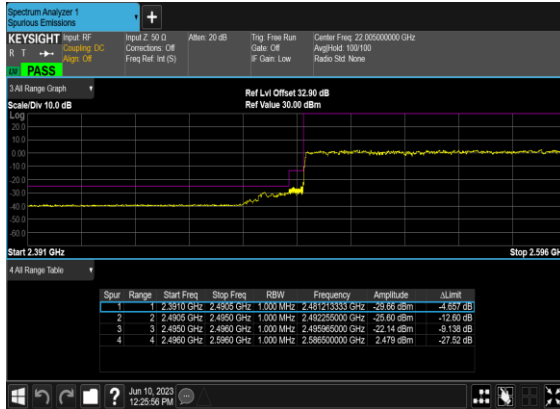 Spectrum Analyzer 1
Spurious Emissions
KEYSIGHT Input: RF Input Z: 50 Ω Atten: 20 dB Trig: Free Run Center Freq: 22.005000000 GHz
R T Coupling: DC Corrections: Off Gate: Off Avg|Hold: 100/100
Align: Off Freq Ref: Int (S) IF Gain: Low Radio Std: None
PASS
3 All Range Graph
Ref Lvl Offset 32.90 dB
Scale/Div 10.0 dB Ref Value 30.00 dBm
Log
20.0
10.0
0.00
-10.0
-20.0
-30.0
-40.0
-50.0
-60.0
Start 2.391 GHz Stop 2.596 GH
4 All Range Table
Spur Range Start Freq Stop Freq RBW Frequency Amplitude ΔLimit
1 1 2.3910 GHz 2.4905 GHz 1.000 MHz 2.481213333 GHz -29.66 dBm -4.657 dB
2 2 2.4905 GHz 2.4950 GHz 1.000 MHz 2.492255000 GHz -25.60 dBm -12.60 dB
3 3 2.4950 GHz 2.4960 GHz 1.000 MHz 2.495965000 GHz -22.14 dBm -9.138 dB
4 4 2.4960 GHz 2.5960 GHz 1.000 MHz 2.586500000 GHz 2.479 dBm -27.52 dB
Jun 10, 2023
12:25:56 PM